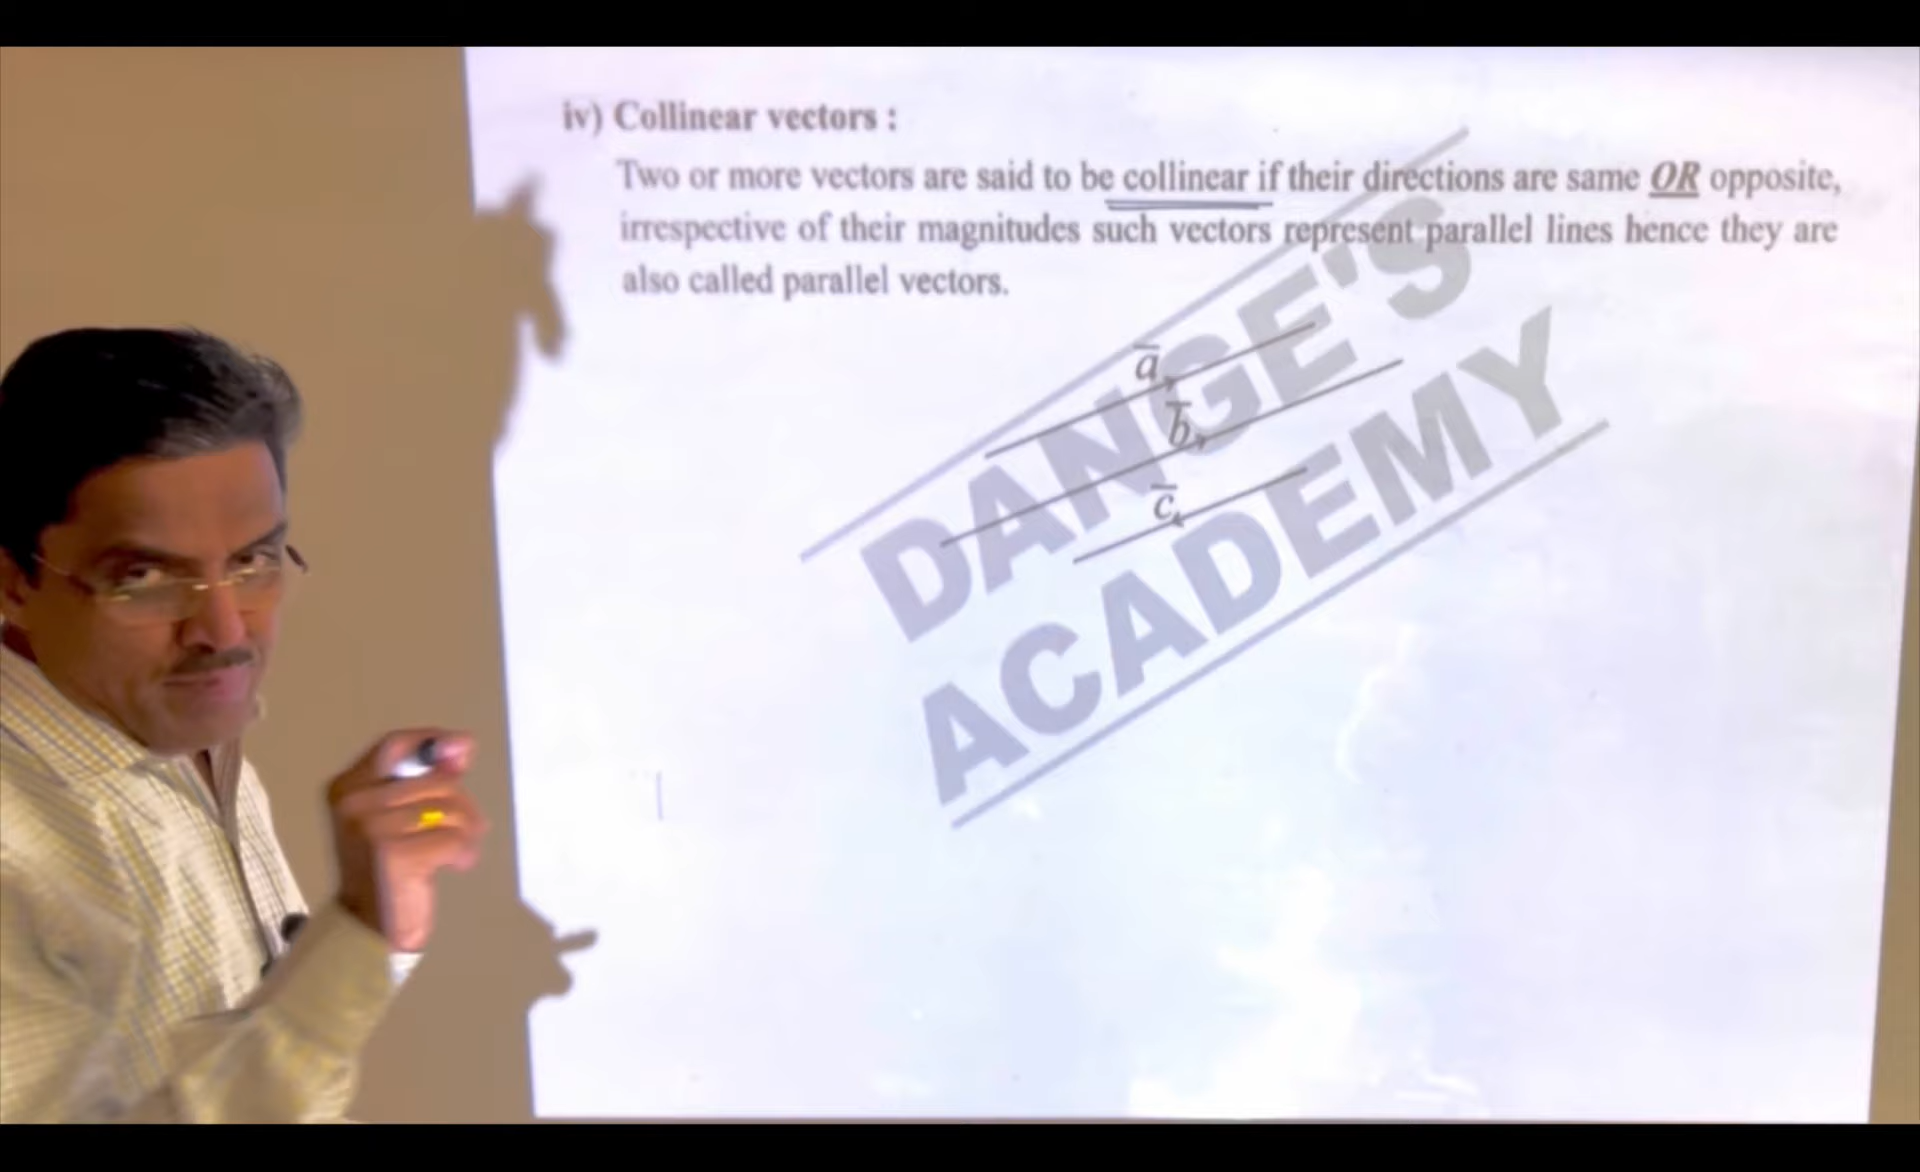 iv) Collinear vectors :
Two or more vectors are said to be collinear if their directions are same OR opposite,
irrespective of their magnitudes such vectors represent parallel lines hence they are
also called parallel vectors.
a̅
b̅
c̅
DANGE'S
ACADEMY